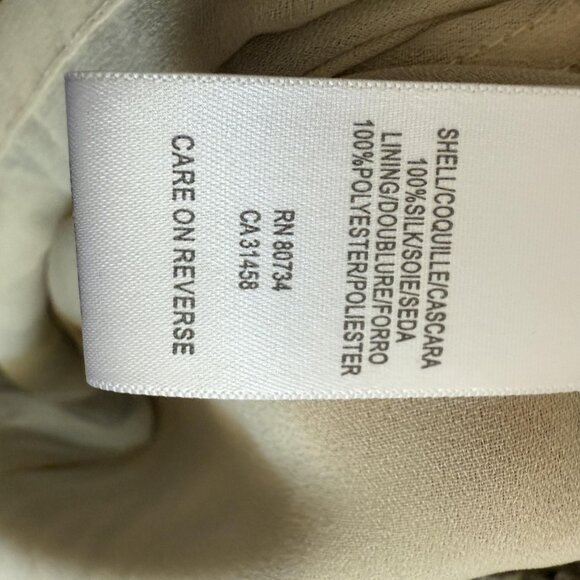 SHELL/COQUILLE/CASCARA
100%SILK/SOIE/SEDA
LINING/DOUBLURE/FORRO
100%POLYESTER/POLIESTER
RN 80734
CA 31458
CARE ON REVERSE